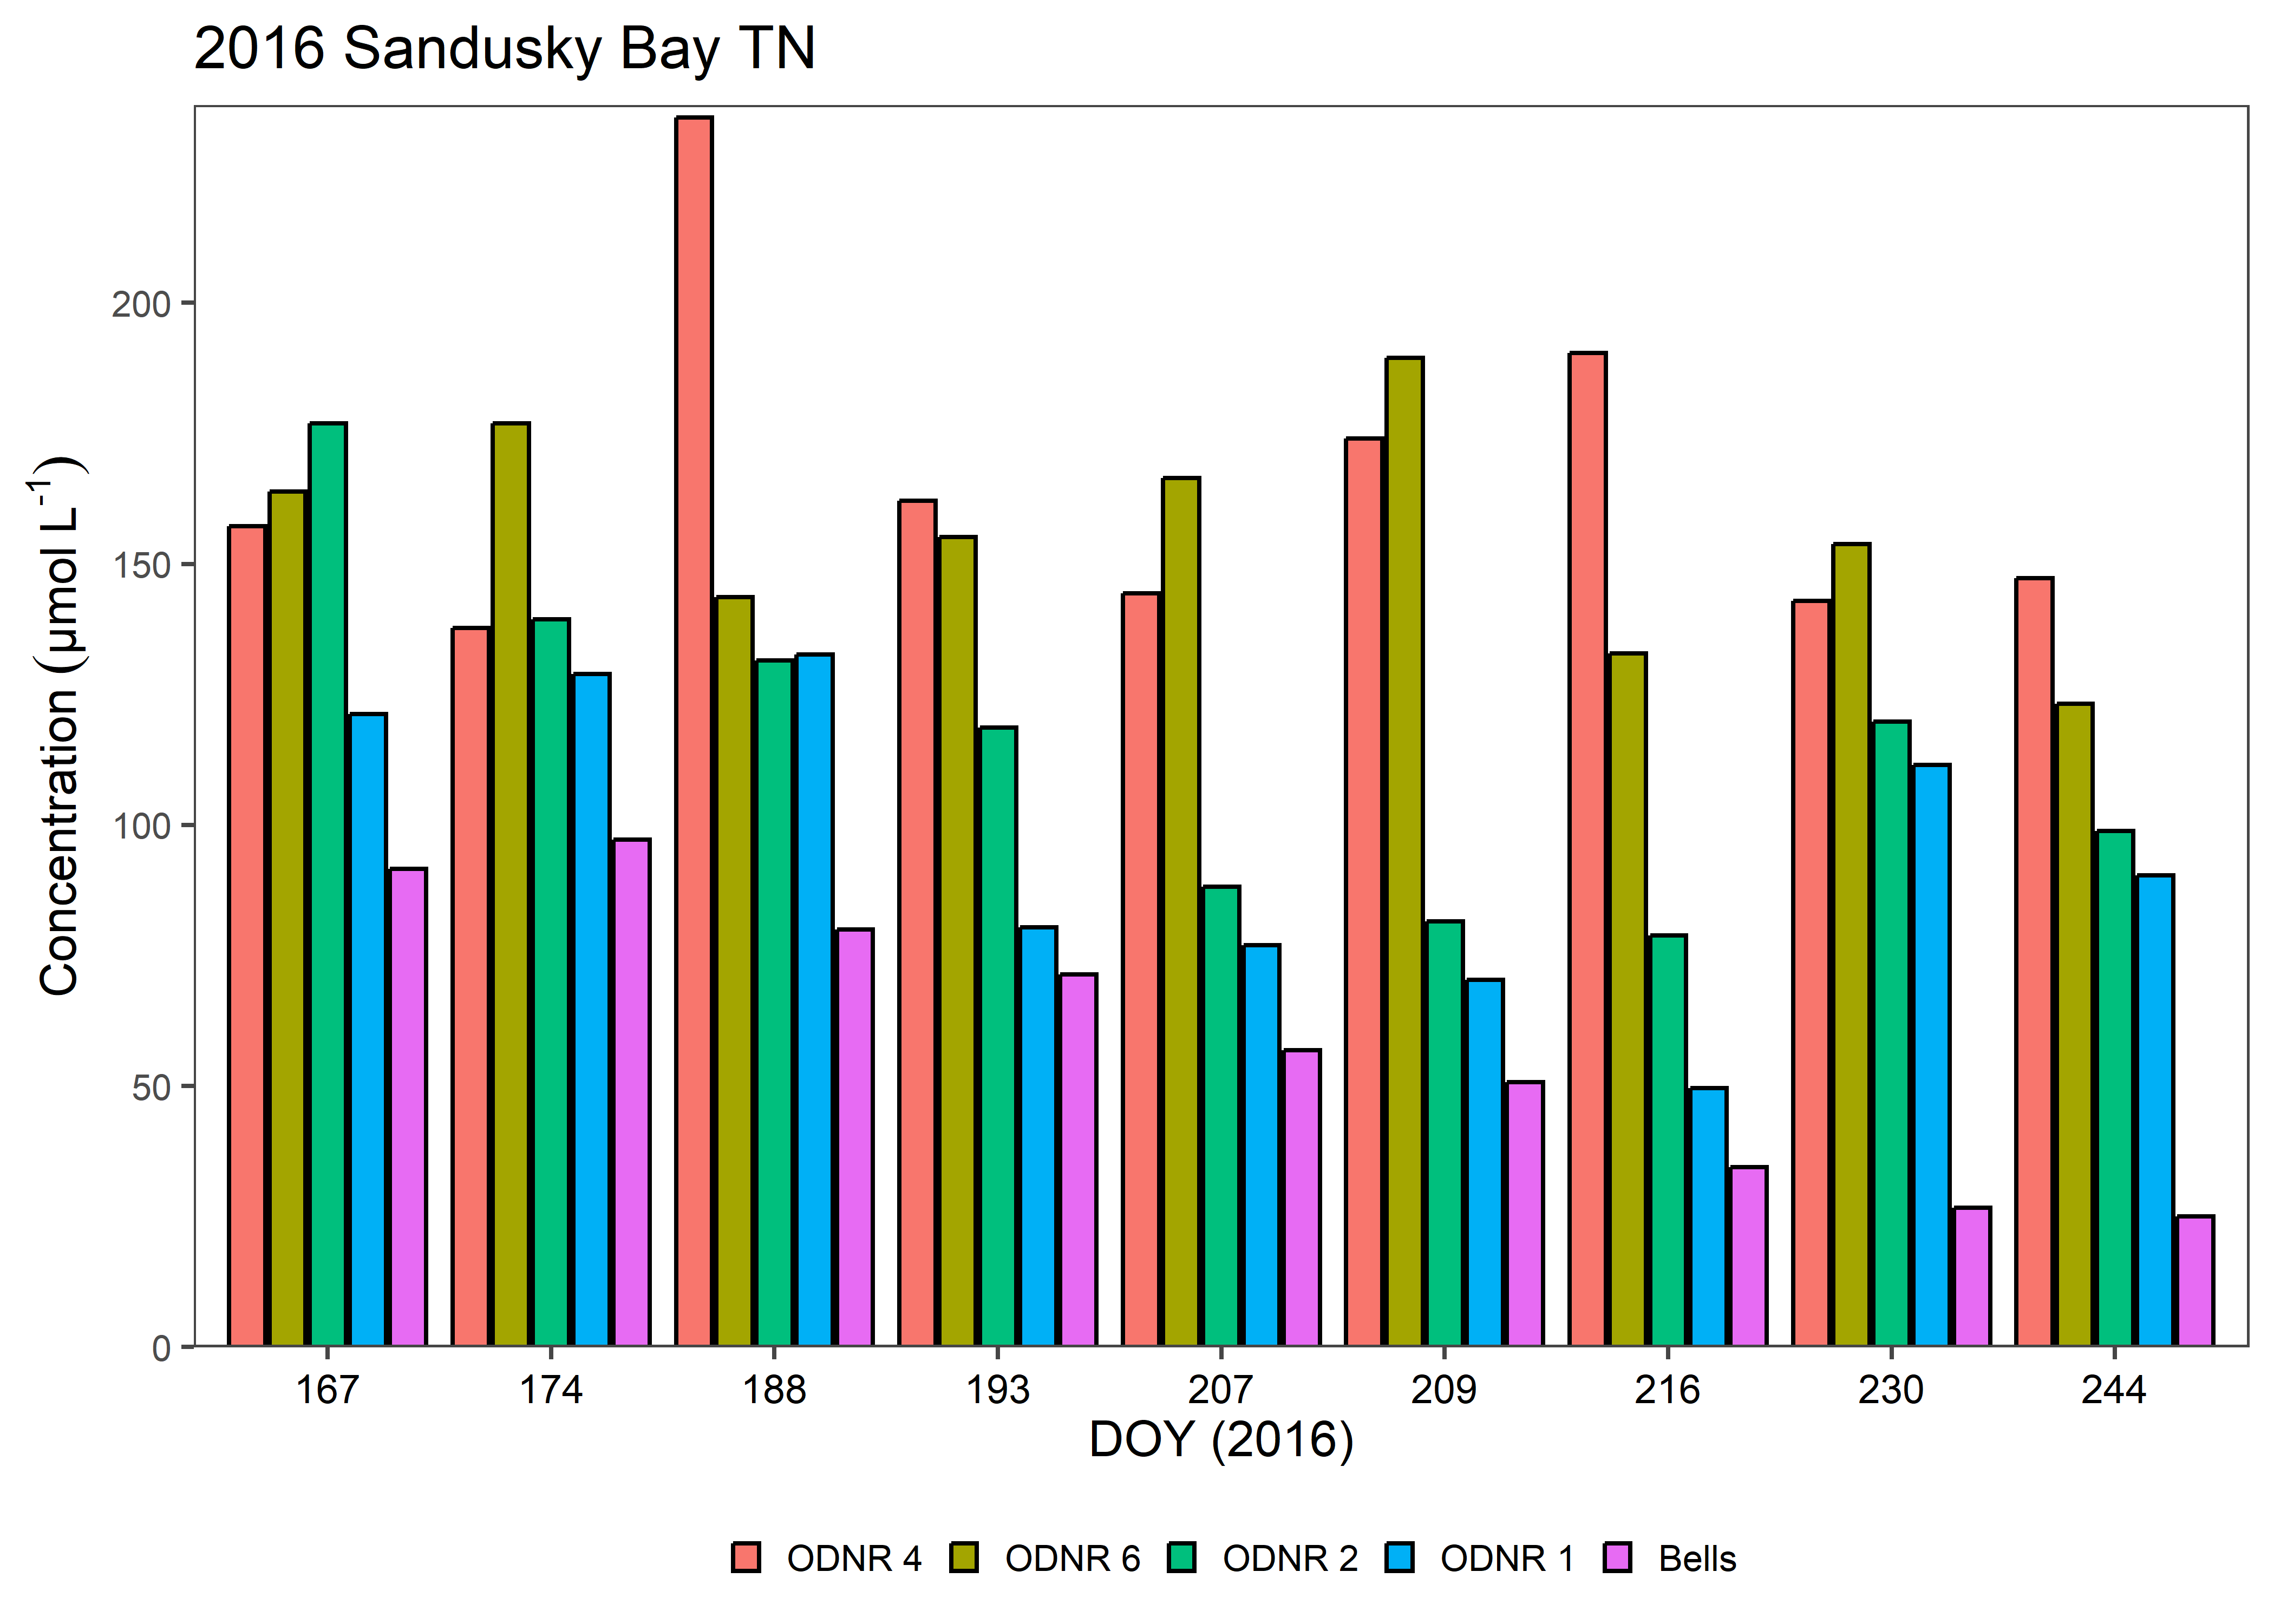 2016 Sandusky Bay TN
Concentration (µmol L⁻¹)
200
150
100
50
0
167 174 188 193 207 209 216 230 244
DOY (2016)
ODNR 4 ODNR 6 ODNR 2 ODNR 1 Bells